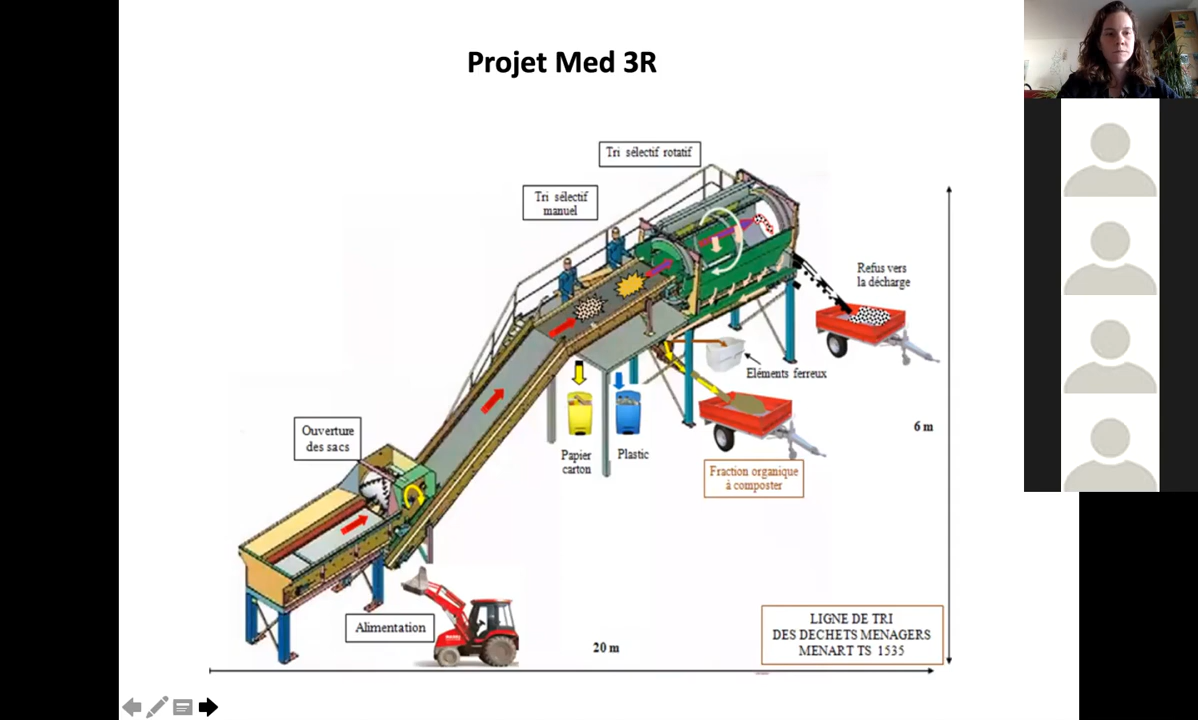 Projet Med 3R
Tri sélectif rotatif
Tri sélectif
manuel
Refus vers
la décharge
Eléments ferreux
6 m
Ouverture
des sacs
Papier
carton
Plastic
Fraction organique
à composter
Alimentation
20 m
LIGNE DE TRI
DES DECHETS MENAGERS
MENART TS 1535